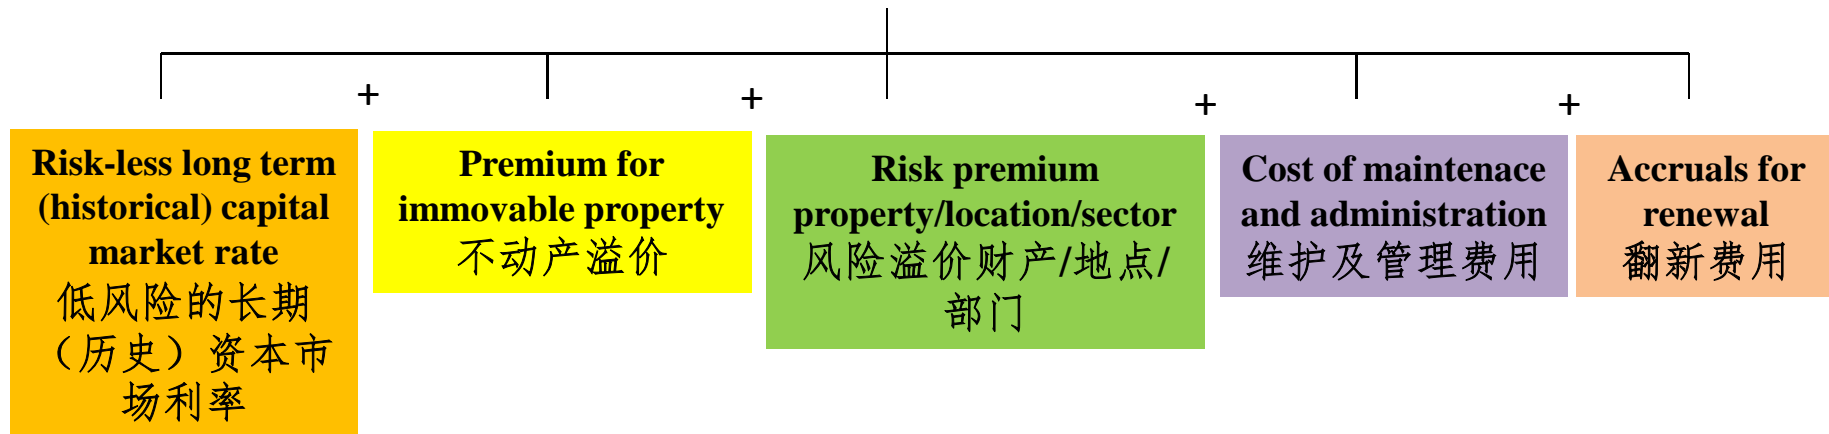 +
+
+
+
Risk-less long term
(historical) capital
market rate
低风险的长期
（历史）资本市
场利率
Premium for
immovable property
不动产溢价
Risk premium
property/location/sector
风险溢价财产/地点/
部门
Cost of maintenace
and administration
维护及管理费用
Accruals for
renewal
翻新费用